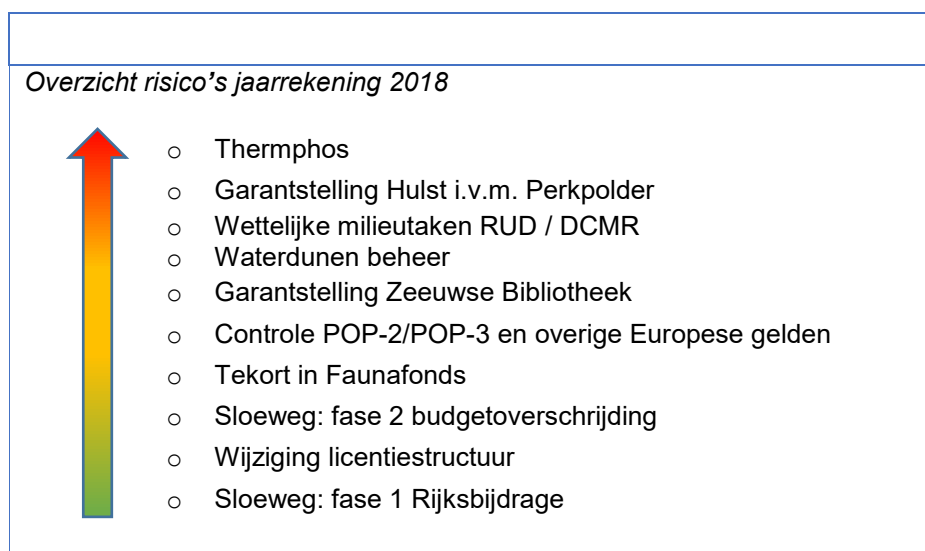 Overzicht risico's jaarrekening 2018
o Thermphos
o Garantstelling Hulst i.v.m. Perkpolder
o Wettelijke milieutaken RUD / DCMR
o Waterdunen beheer
o Garantstelling Zeeuwse Bibliotheek
o Controle POP-2/POP-3 en overige Europese gelden
o Tekort in Faunafonds
o Sloeweg: fase 2 budgetoverschrijding
o Wijziging licentiestructuur
o Sloeweg: fase 1 Rijksbijdrage